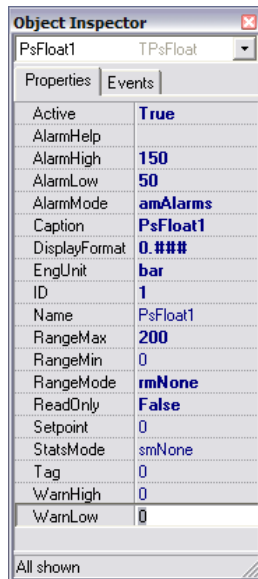 Object Inspector
PsFloat1 TPsFloat
Properties Events
Active True
AlarmHelp
AlarmHigh 150
AlarmLow 50
AlarmMode amAlarms
Caption PsFloat1
DisplayFormat 0.###
EngUnit bar
ID 1
Name PsFloat1
RangeMax 200
RangeMin 0
RangeMode rmNone
ReadOnly False
Setpoint 0
StatsMode smNone
Tag 0
WarnHigh 0
WarnLow 0
All shown